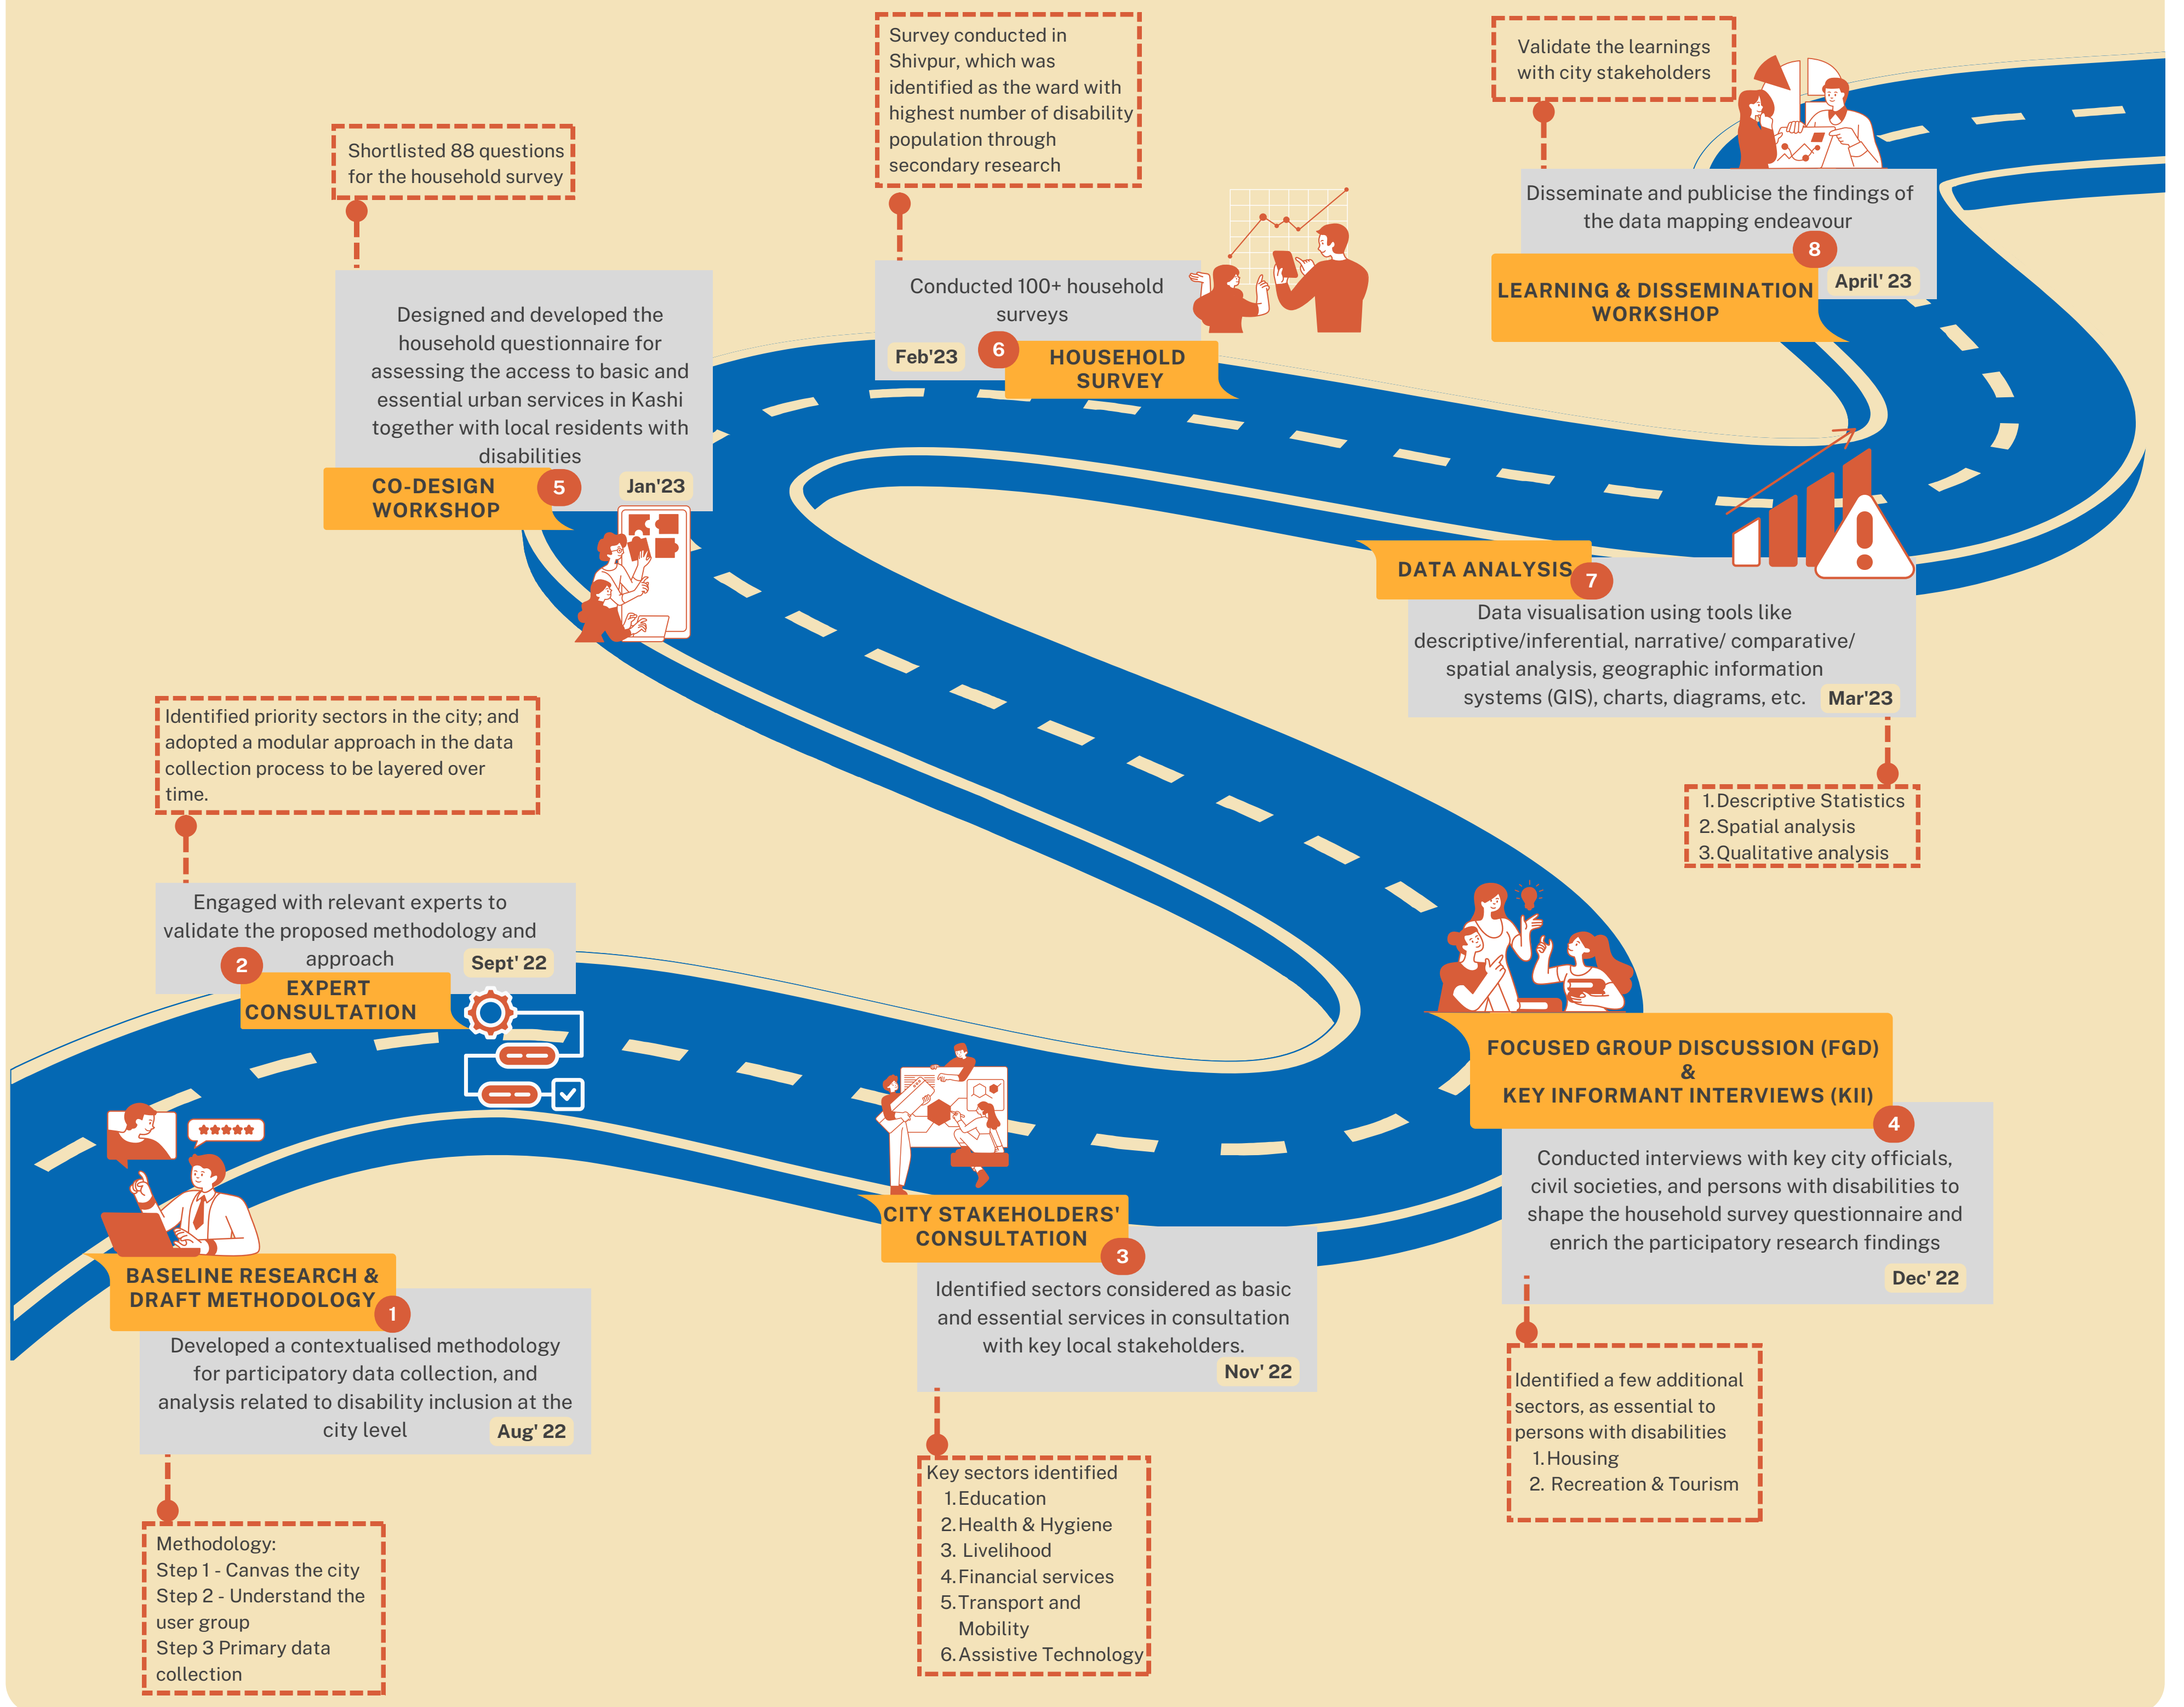 Methodology:
Step 1 - Canvas the city
Step 2 - Understand the
user group
Step 3 Primary data
collection
BASELINE RESEARCH &
DRAFT METHODOLOGY
1
Developed a contextualised methodology
for participatory data collection, and
analysis related to disability inclusion at the
city level
Aug' 22
Identified priority sectors in the city; and
adopted a modular approach in the data
collection process to be layered over
time.
Engaged with relevant experts to
validate the proposed methodology and
approach
Sept' 22
2
EXPERT
CONSULTATION
CITY STAKEHOLDERS'
CONSULTATION
3
Identified sectors considered as basic
and essential services in consultation
with key local stakeholders.
Nov' 22
Key sectors identified
1. Education
2. Health & Hygiene
3. Livelihood
4. Financial services
5. Transport and
Mobility
6. Assistive Technology
FOCUSED GROUP DISCUSSION (FGD)
&
KEY INFORMANT INTERVIEWS (KII)
4
Conducted interviews with key city officials,
civil societies, and persons with disabilities to
shape the household survey questionnaire and
enrich the participatory research findings
Dec' 22
Identified a few additional
sectors, as essential to
persons with disabilities
1. Housing
2. Recreation & Tourism
Shortlisted 88 questions
for the household survey
Designed and developed the
household questionnaire for
assessing the access to basic and
essential urban services in Kashi
together with local residents with
disabilities
CO-DESIGN
WORKSHOP
5
Jan'23
Survey conducted in
Shivpur, which was
identified as the ward with
highest number of disability
population through
secondary research
Conducted 100+ household
surveys
Feb'23
6
HOUSEHOLD
SURVEY
DATA ANALYSIS
7
Data visualisation using tools like
descriptive/inferential, narrative/ comparative/
spatial analysis, geographic information
systems (GIS), charts, diagrams, etc.
Mar'23
1. Descriptive Statistics
2. Spatial analysis
3. Qualitative analysis
Validate the learnings
with city stakeholders
Disseminate and publicise the findings of
the data mapping endeavour
8
LEARNING & DISSEMINATION
WORKSHOP
April' 23